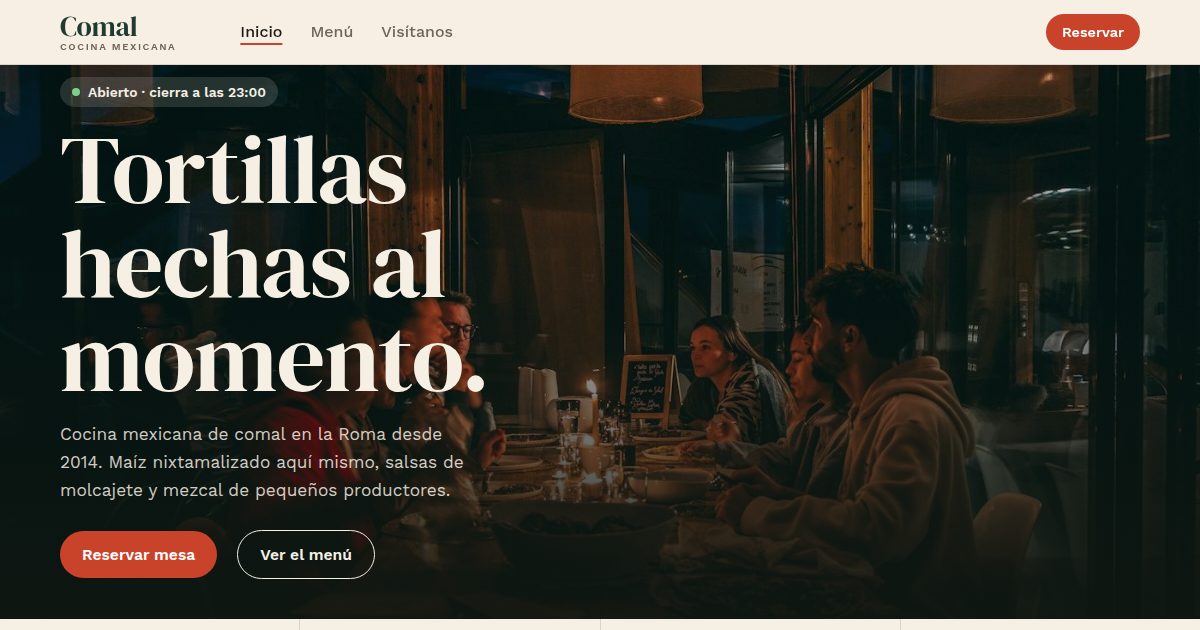 Comal
COCINA MEXICANA
Inicio
Menú
Visítanos
Reservar
Abierto · cierra a las 23:00
Tortillas
hechas al
momento.
Cocina mexicana de comal en la Roma desde
2014. Maíz nixtamalizado aquí mismo, salsas de
molcajete y mezcal de pequeños productores.
Reservar mesa
Ver el menú